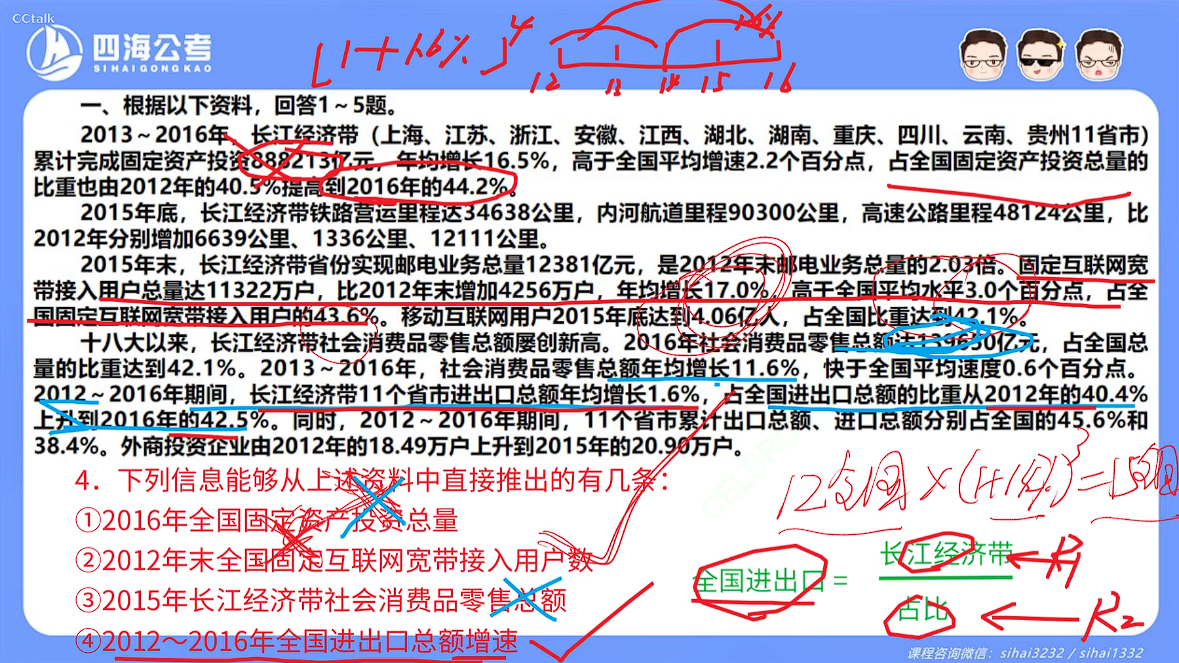 CCtalk
四海公考
SIHAIGONGKAO
[1+1.6%]^4
16%
12 13 14 15 16
一、根据以下资料，回答1～5题。
2013～2016年，长江经济带（上海、江苏、浙江、安徽、江西、湖北、湖南、重庆、四川、云南、贵州11省市）
累计完成固定资产投资888213亿元，年均增长16.5%，高于全国平均增速2.2个百分点，占全国固定资产投资总量的
比重也由2012年的40.5%提高到2016年的44.2%。
2015年底，长江经济带铁路营运里程达34638公里，内河航道里程90300公里，高速公路里程48124公里，比
2012年分别增加6639公里、1336公里、12111公里。
2015年末，长江经济带省份实现邮电业务总量12381亿元，是2012年末邮电业务总量的2.03倍。固定互联网宽
带接入用户总量达11322万户，比2012年末增加4256万户，年均增长17.0%，高于全国平均水平3.0个百分点，占全
国固定互联网宽带接入用户的43.6%。移动互联网用户2015年底达到4.06亿人，占全国比重达到42.1%。
十八大以来，长江经济带社会消费品零售总额屡创新高。2016年社会消费品零售总额达139630亿元，占全国总
量的比重达到42.1%。2013～2016年，社会消费品零售总额年均增长11.6%，快于全国平均速度0.6个百分点。
2012～2016年期间，长江经济带11个省市进出口总额年均增长1.6%，占全国进出口总额的比重从2012年的40.4%
上升到2016年的42.5%。同时，2012～2016年期间，11个省市累计出口总额、进口总额分别占全国的45.6%和
38.4%。外商投资企业由2012年的18.49万户上升到2015年的20.90万户。
4．下列信息能够从上述资料中直接推出的有几条：
①2016年全国固定资产投资总量
②2012年末全国固定互联网宽带接入用户数
③2015年长江经济带社会消费品零售总额
④2012～2016年全国进出口总额增速
12全国×(1+14%)^3=15全国
全国进出口 =
长江经济带
R1
占比
R2
课程咨询微信：sihai3232 / sihai1332